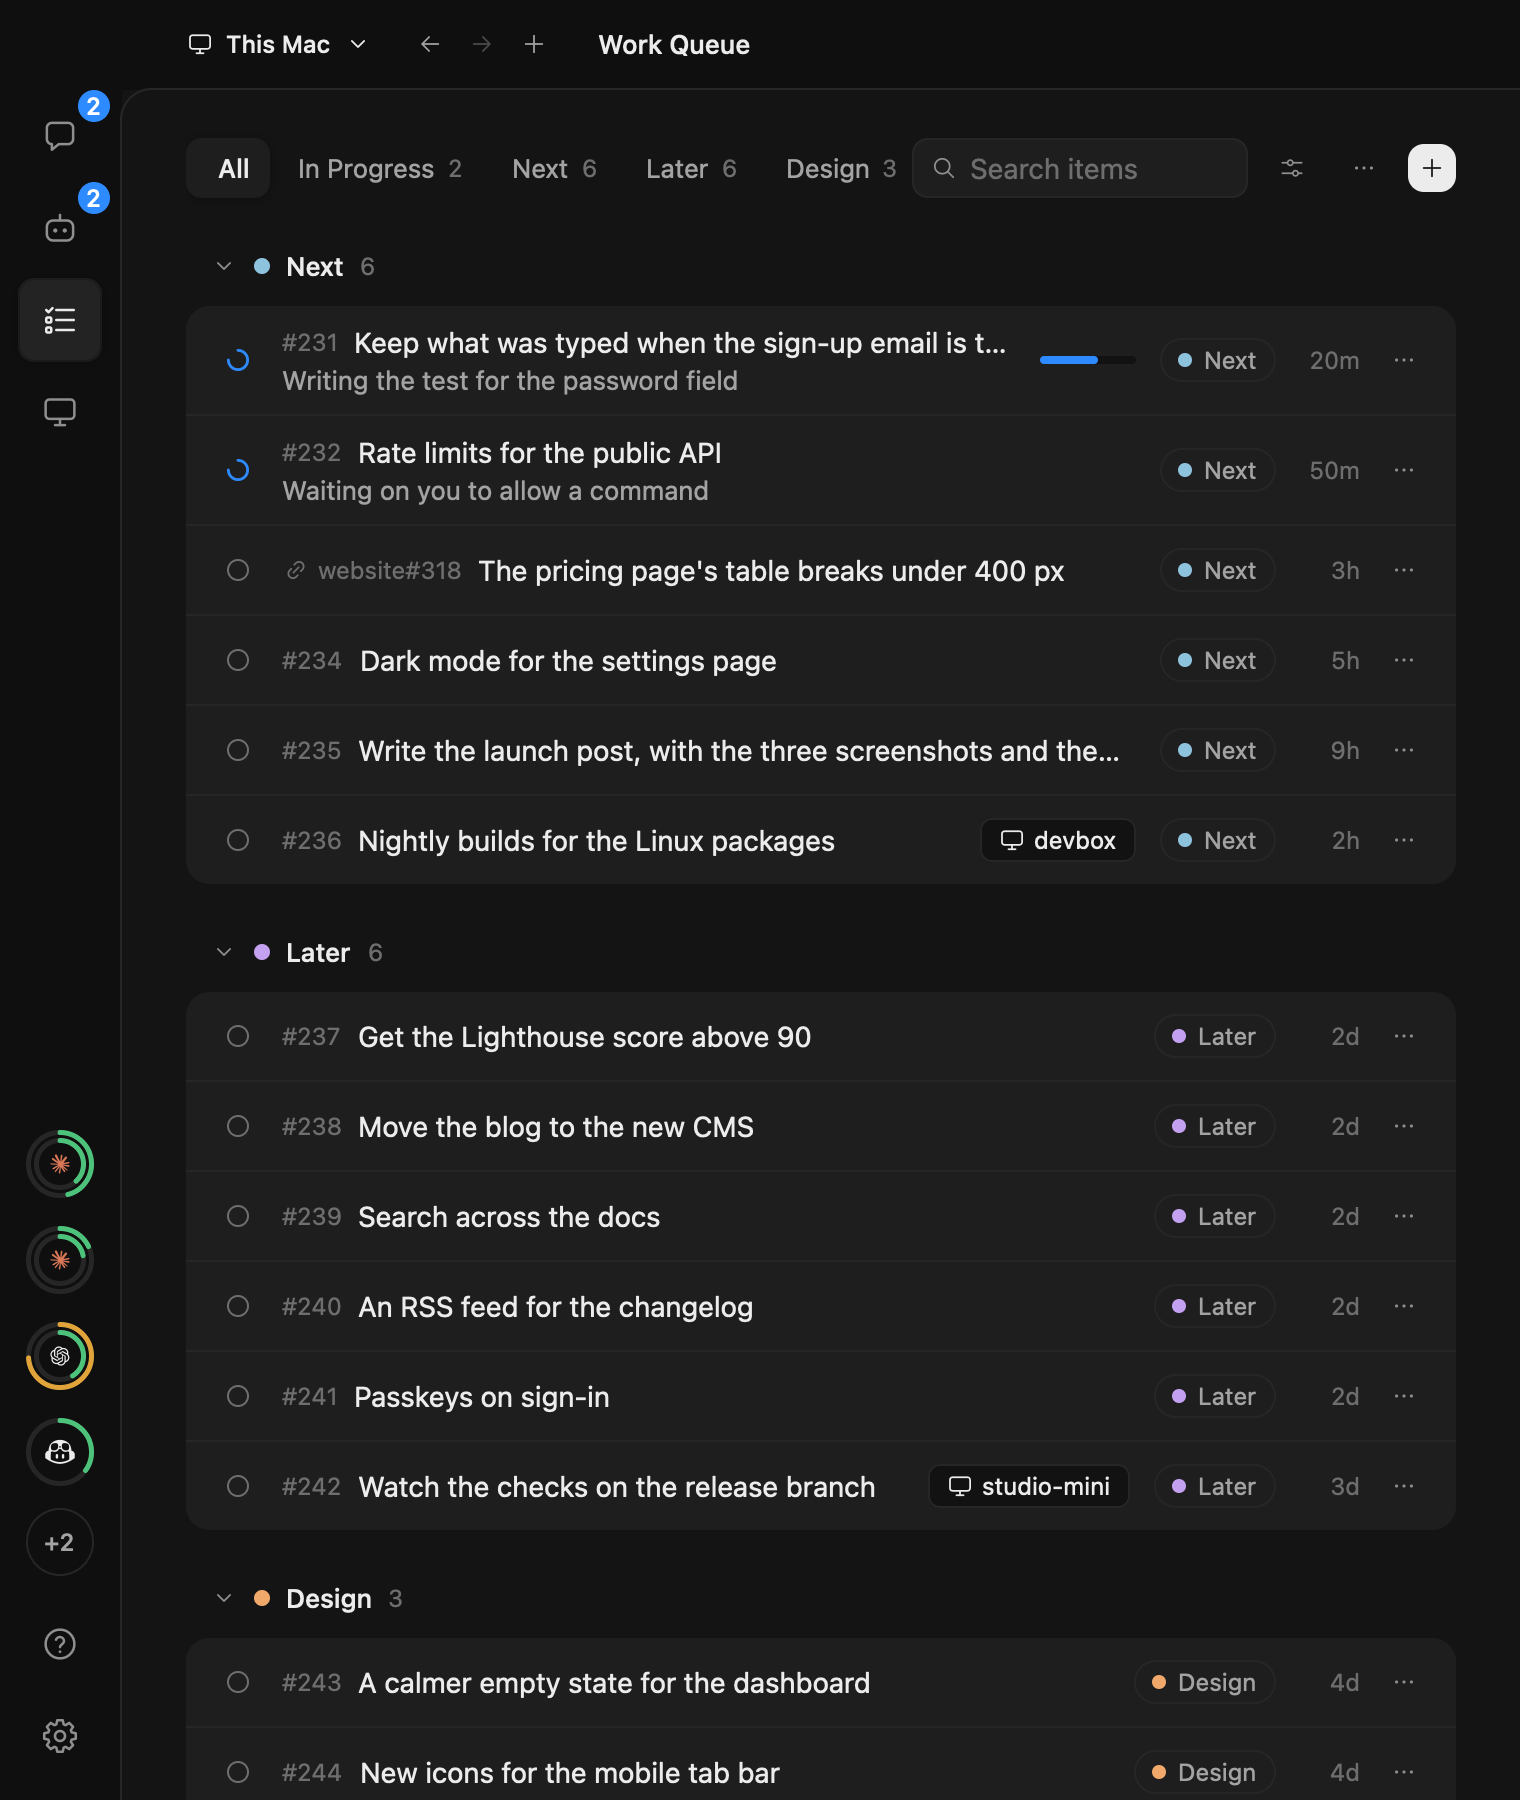 This Mac
Work Queue
2
2
All
In Progress 2
Next 6
Later 6
Design 3
Search items
Next 6
#231 Keep what was typed when the sign-up email is t...
Writing the test for the password field
Next
20m
#232 Rate limits for the public API
Waiting on you to allow a command
Next
50m
website#318 The pricing page's table breaks under 400 px
Next
3h
#234 Dark mode for the settings page
Next
5h
#235 Write the launch post, with the three screenshots and the...
Next
9h
#236 Nightly builds for the Linux packages
devbox
Next
2h
Later 6
#237 Get the Lighthouse score above 90
Later
2d
#238 Move the blog to the new CMS
Later
2d
#239 Search across the docs
Later
2d
#240 An RSS feed for the changelog
Later
2d
#241 Passkeys on sign-in
Later
2d
#242 Watch the checks on the release branch
studio-mini
Later
3d
+2
Design 3
#243 A calmer empty state for the dashboard
Design
4d
#244 New icons for the mobile tab bar
Design
4d